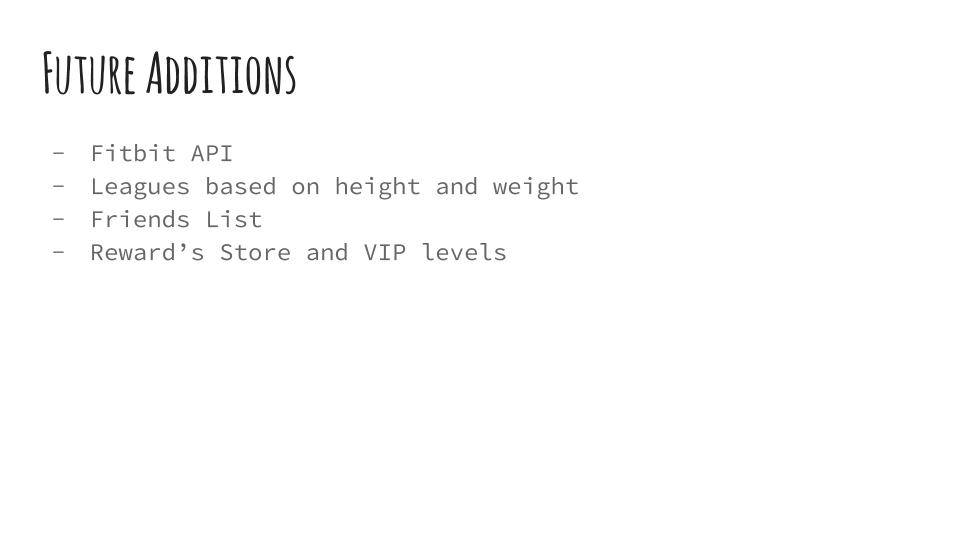 Future Additions
- Fitbit API
- Leagues based on height and weight
- Friends List
- Reward’s Store and VIP levels